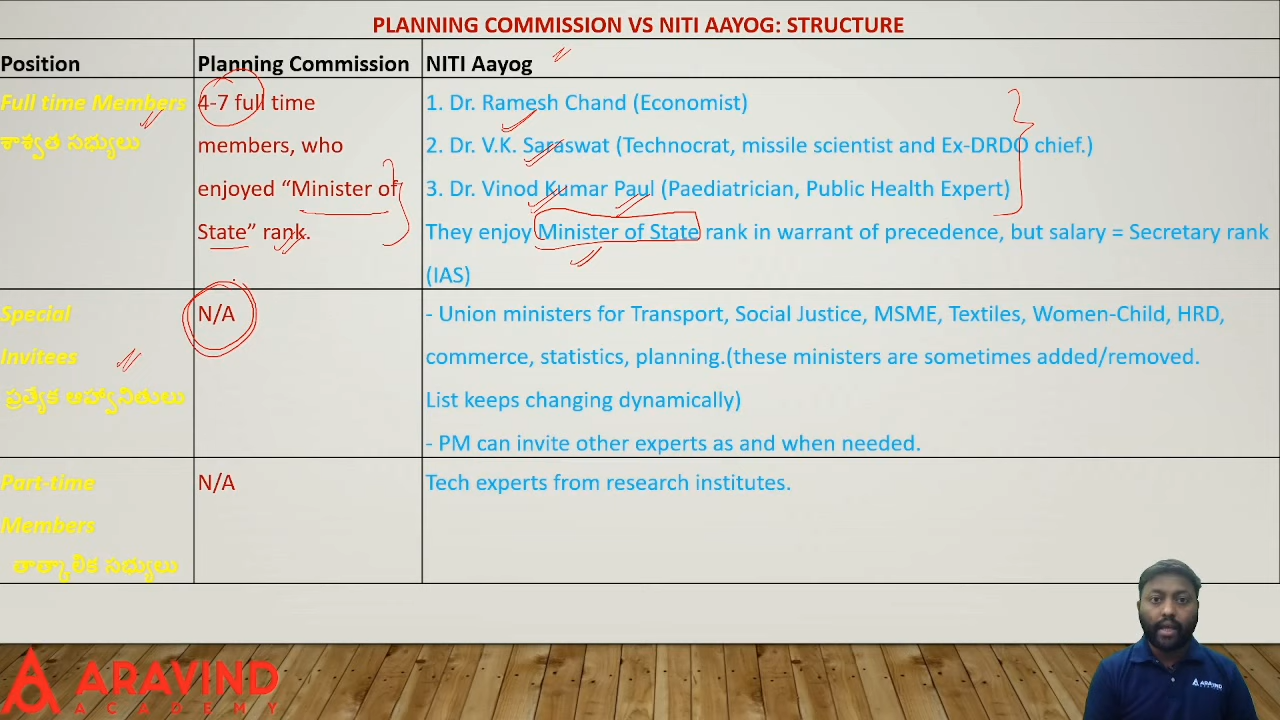 PLANNING COMMISSION VS NITI AAYOG: STRUCTURE
Position
Planning Commission
NITI Aayog
Full time Members
శాశ్వత సభ్యులు
4-7 full time
members, who
enjoyed “Minister of
State” rank.
1. Dr. Ramesh Chand (Economist)
2. Dr. V.K. Saraswat (Technocrat, missile scientist and Ex-DRDO chief.)
3. Dr. Vinod Kumar Paul (Paediatrician, Public Health Expert)
They enjoy Minister of State rank in warrant of precedence, but salary = Secretary rank
(IAS)
Special
Invitees
ప్రత్యేక ఆహ్వానితులు
N/A
- Union ministers for Transport, Social Justice, MSME, Textiles, Women-Child, HRD,
commerce, statistics, planning.(these ministers are sometimes added/removed.
List keeps changing dynamically)
- PM can invite other experts as and when needed.
Part-time
Members
తాత్కాలిక సభ్యులు
N/A
Tech experts from research institutes.
ARAVIND
ACADEMY
ARAVIND